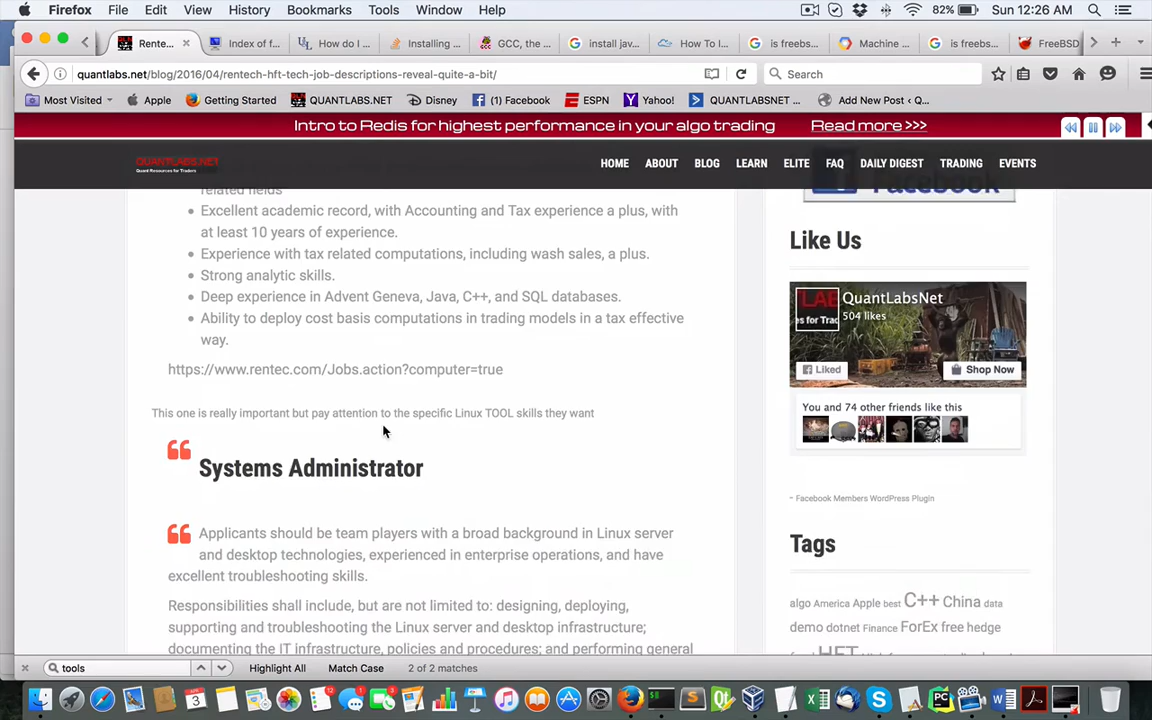 Firefox File Edit View History Bookmarks Tools Window Help 82% Sun 12:26 AM
Rente... Index of f... How do I ... Installing ... GCC, the ... install jav... How To I... is freebs... Machine ... is freebs... FreeBSD
quantlabs.net/blog/2016/04/rentech-hft-tech-job-descriptions-reveal-quite-a-bit/ Search
Most Visited Apple Getting Started QUANTLABS.NET Disney (1) Facebook ESPN Yahoo! QUANTLABSNET ... Add New Post ‹ Q...
Intro to Redis for highest performance in your algo trading Read more >>>
QUANTLABS.NET HOME ABOUT BLOG LEARN ELITE FAQ DAILY DIGEST TRADING EVENTS
Quant Resources for Traders
related fields
Excellent academic record, with Accounting and Tax experience a plus, with
at least 10 years of experience.
Experience with tax related computations, including wash sales, a plus.
Strong analytic skills.
Deep experience in Advent Geneva, Java, C++, and SQL databases.
Ability to deploy cost basis computations in trading models in a tax effective
way.
https://www.rentec.com/Jobs.action?computer=true
This one is really important but pay attention to the specific Linux TOOL skills they want
Systems Administrator
Applicants should be team players with a broad background in Linux server
and desktop technologies, experienced in enterprise operations, and have
excellent troubleshooting skills.
Responsibilities shall include, but are not limited to: designing, deploying,
supporting and troubleshooting the Linux server and desktop infrastructure;
documenting the IT infrastructure, policies and procedures; and performing general
Facebook
Like Us
LAB
es for Trac
QuantLabsNet
504 likes
Liked Shop Now
You and 74 other friends like this
~ Facebook Members WordPress Plugin
Tags
algo America Apple best C++ China data
demo dotnet Finance ForEx free hedge
HFT
tools Highlight All Match Case 2 of 2 matches